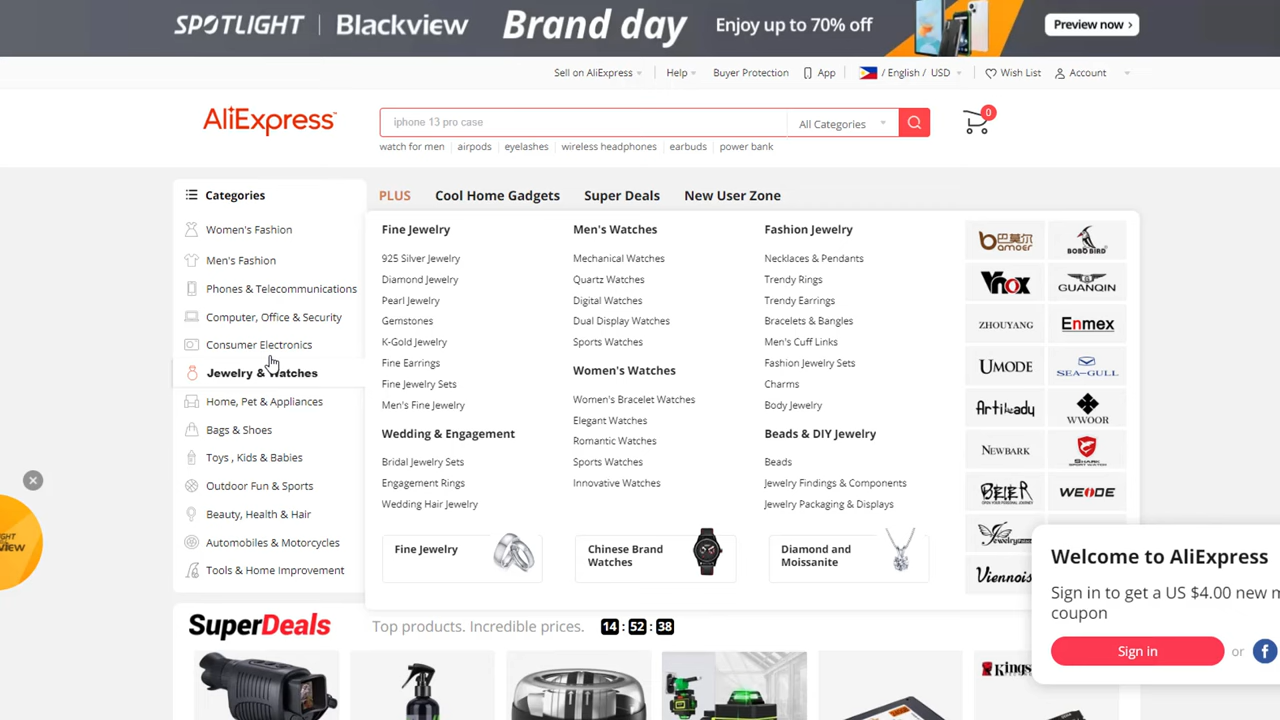 SPOTLIGHT | Blackview Brand day Enjoy up to 70% off Preview now >
Sell on AliExpress Help Buyer Protection App / English / USD Wish List Account
AliExpress iphone 13 pro case All Categories 0
watch for men airpods eyelashes wireless headphones earbuds power bank
Categories PLUS Cool Home Gadgets Super Deals New User Zone
Women's Fashion
Men's Fashion
Phones & Telecommunications
Computer, Office & Security
Consumer Electronics
Jewelry & Watches
Home, Pet & Appliances
Bags & Shoes
Toys , Kids & Babies
Outdoor Fun & Sports
Beauty, Health & Hair
Automobiles & Motorcycles
Tools & Home Improvement
Fine Jewelry
925 Silver Jewelry
Diamond Jewelry
Pearl Jewelry
Gemstones
K-Gold Jewelry
Fine Earrings
Fine Jewelry Sets
Men's Fine Jewelry
Wedding & Engagement
Bridal Jewelry Sets
Engagement Rings
Wedding Hair Jewelry
Men's Watches
Mechanical Watches
Quartz Watches
Digital Watches
Dual Display Watches
Sports Watches
Women's Watches
Women's Bracelet Watches
Elegant Watches
Romantic Watches
Sports Watches
Innovative Watches
Fashion Jewelry
Necklaces & Pendants
Trendy Rings
Trendy Earrings
Bracelets & Bangles
Men's Cuff Links
Fashion Jewelry Sets
Charms
Body Jewelry
Beads & DIY Jewelry
Beads
Jewelry Findings & Components
Jewelry Packaging & Displays
Fine Jewelry
Chinese Brand
Watches
Diamond and
Moissanite
巴莫尔
bamoer
BOBO BIRD
Vnox
GUANQIN
ZHOUYANG
Enmex
UMODE
SEA-GULL
Artilady
WWOOR
NEWBARK
SHARK
SPORT WATCH
BEIER
WEIDE
Viennois
Welcome to AliExpress
Sign in to get a US $4.00 new m
coupon
Sign in or f
SuperDeals Top products. Incredible prices. 14 : 52 : 38